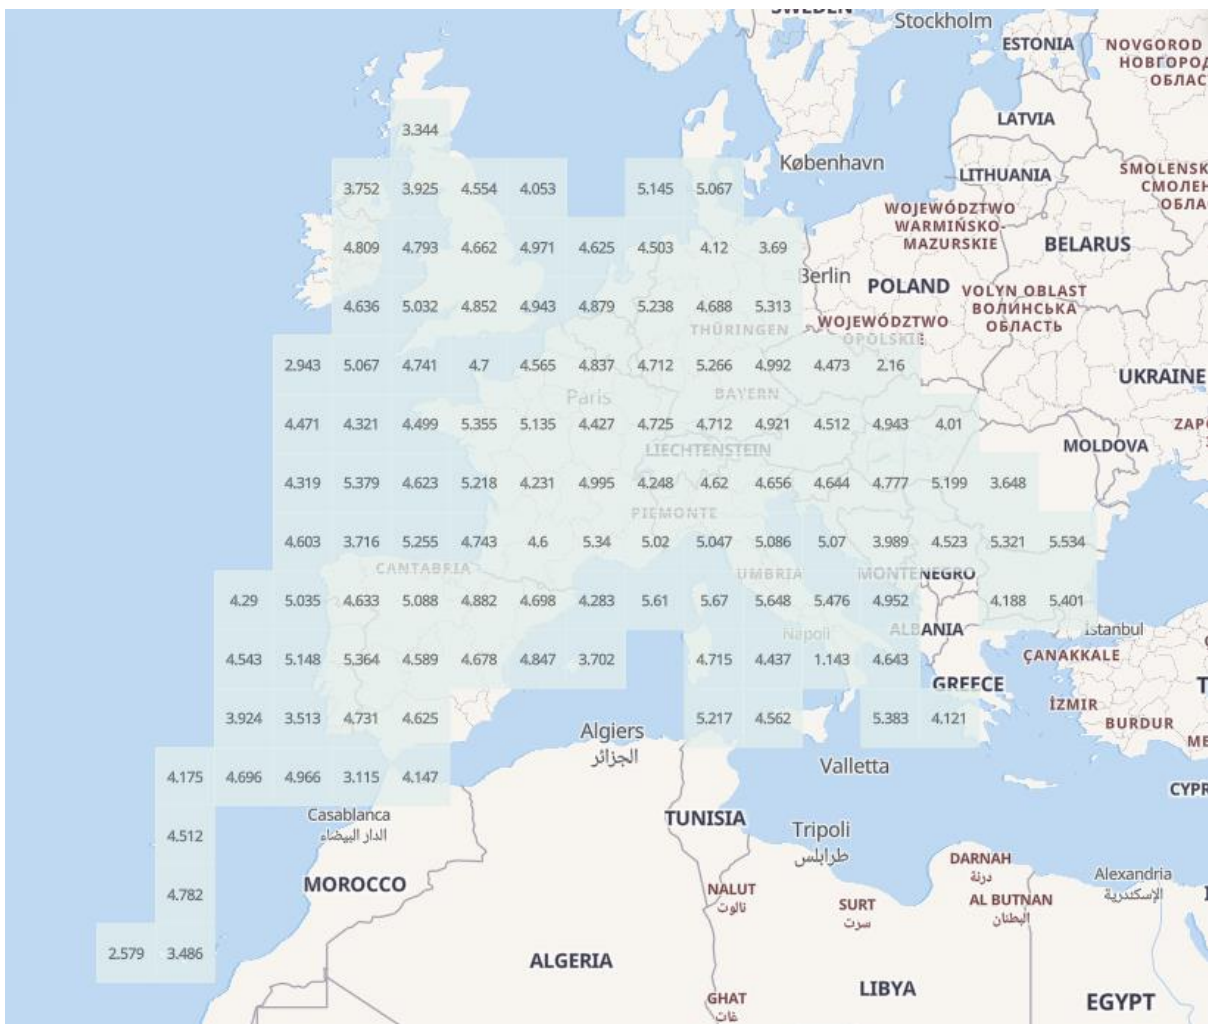 SWEDEN
Stockholm
ESTONIA
NOVGOROD
НОВГОРОД
ОБЛАС
3.344
LATVIA
København
LITHUANIA
SMOLENSK
СМОЛЕН
ОБЛАС
3.752 3.925 4.554 4.053 5.145 5.067
WOJEWÓDZTWO
WARMIŃSKO-
MAZURSKIE
BELARUS
4.809 4.793 4.662 4.971 4.625 4.503 4.12 3.69
Berlin
POLAND
VOLYN OBLAST
ВОЛИНСЬКА
ОБЛАСТЬ
4.636 5.032 4.852 4.943 4.879 5.238 4.688 5.313
THÜRINGEN
WOJEWÓDZTWO
OPOLSKIE
2.943 5.067 4.741 4.7 4.565 4.837 4.712 5.266 4.992 4.473 2.16
UKRAINE
Paris
BAYERN
4.471 4.321 4.499 5.355 5.135 4.427 4.725 4.712 4.921 4.512 4.943 4.01
ZAP
LIECHTENSTEIN
MOLDOVA
4.319 5.379 4.623 5.218 4.231 4.995 4.248 4.62 4.656 4.644 4.777 5.199 3.648
PIEMONTE
4.603 3.716 5.255 4.743 4.6 5.34 5.02 5.047 5.086 5.07 3.989 4.523 5.321 5.534
CANTABRIA
UMBRIA
MONTENEGRO
4.29 5.035 4.633 5.088 4.882 4.698 4.283 5.61 5.67 5.648 5.476 4.952 4.188 5.401
Napoli
ALBANIA
İstanbul
4.543 5.148 5.364 4.589 4.678 4.847 3.702 4.715 4.437 1.143 4.643
ÇANAKKALE
GREECE
T
İZMIR
3.924 3.513 4.731 4.625 5.217 4.562 5.383 4.121
BURDUR
ME
Algiers
الجزائر
Valletta
4.175 4.696 4.966 3.115 4.147
CYPR
Casablanca
الدار البيضاء
TUNISIA
Tripoli
طرابلس
4.512
DARNAH
درنة
Alexandria
الإسكندرية
MOROCCO
4.782
NALUT
نالوت
SURT
سرت
AL BUTNAN
البطنان
2.579 3.486
ALGERIA
LIBYA
EGYPT
GHAT
غات